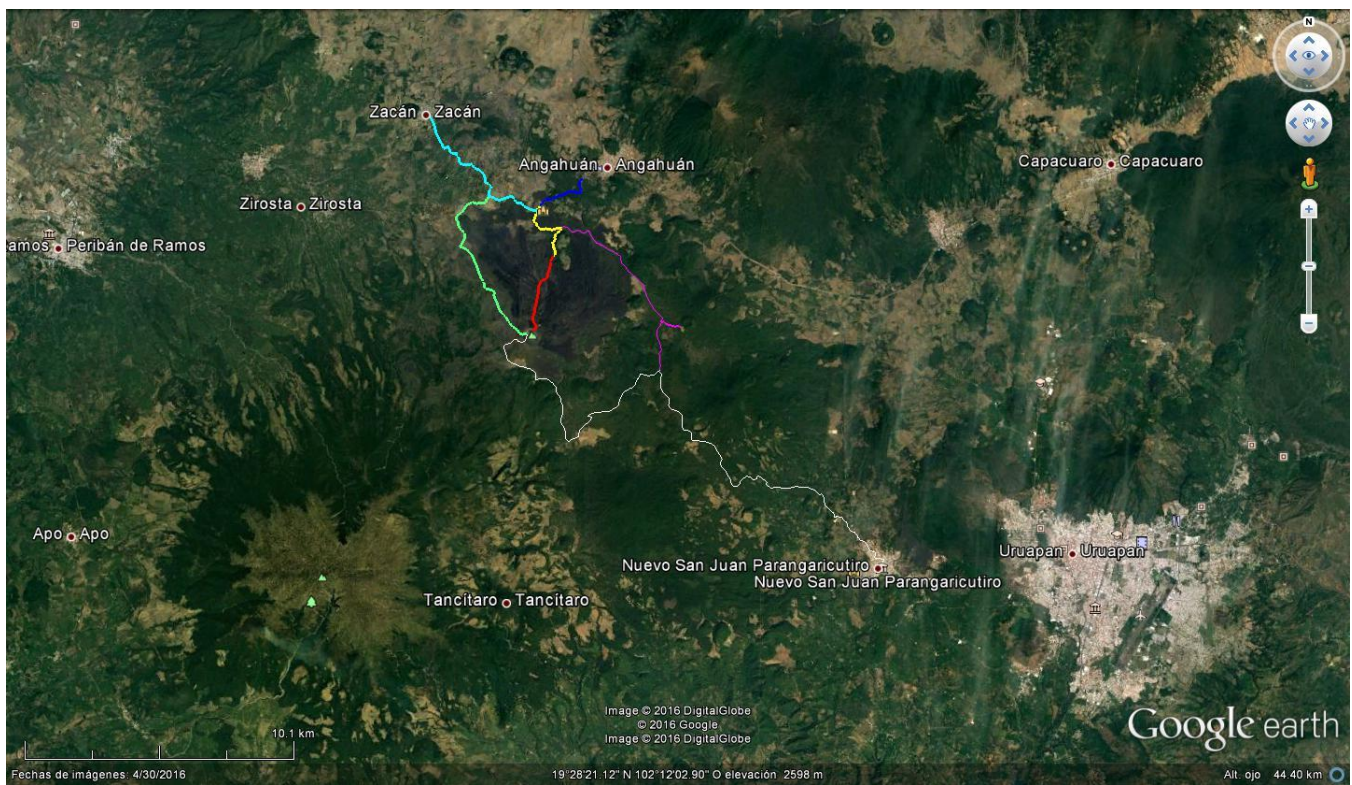 N
Zacán Zacán
Angahuán Angahuán
Capacuaro Capacuaro
Zirosta Zirosta
amos Peribán de Ramos
Apo Apo
Uruapan Uruapan
Nuevo San Juan Parangaricutiro
Nuevo San Juan Parangaricutiro
Tancítaro Tancítaro
Image © 2016 DigitalGlobe
© 2016 Google
Image © 2016 DigitalGlobe
Google earth
10.1 km
Fechas de imágenes: 4/30/2016
19°28'21.12" N 102°12'02.90" O elevación 2598 m
Alt. ojo 44.40 km